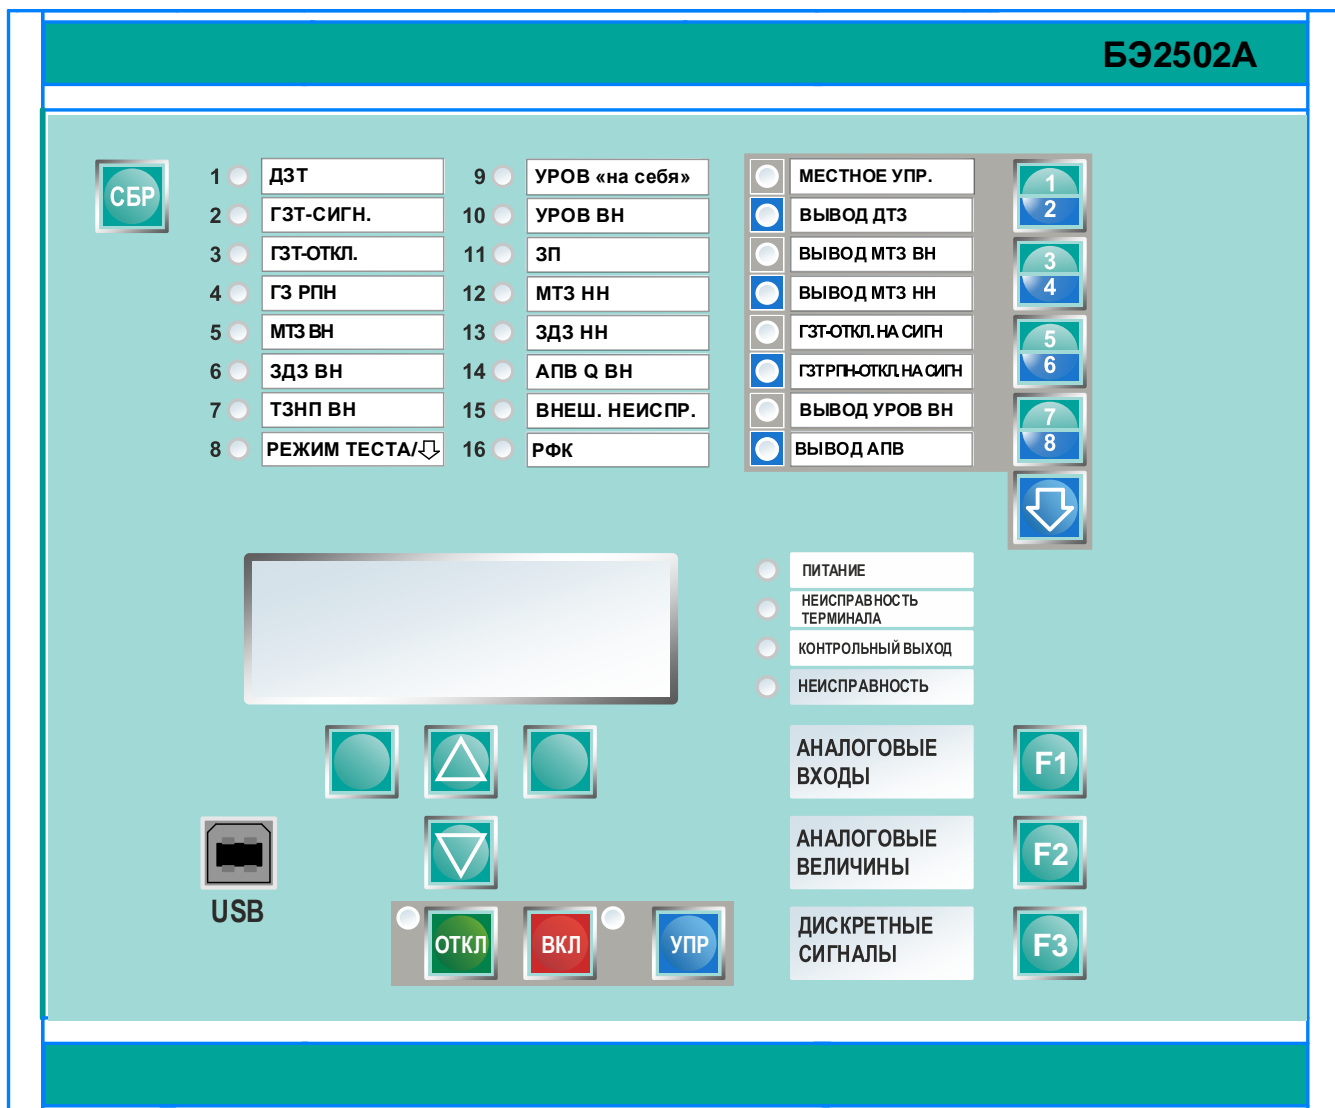 БЭ2502А
СБР
1 ДЗТ
2 ГЗТ-СИГН.
3 ГЗТ-ОТКЛ.
4 ГЗ РПН
5 МТЗ ВН
6 ЗДЗ ВН
7 ТЗНП ВН
8 РЕЖИМ ТЕСТА/
9 УРОВ «на себя»
10 УРОВ ВН
11 ЗП
12 МТЗ НН
13 ЗДЗ НН
14 АПВ Q ВН
15 ВНЕШ. НЕИСПР.
16 РФК
МЕСТНОЕ УПР.
ВЫВОД ДТЗ
ВЫВОД МТЗ ВН
ВЫВОД МТЗ НН
ГЗТ-ОТКЛ. НА СИГН
ГЗТ РПН-ОТКЛ. НА СИГН
ВЫВОД УРОВ ВН
ВЫВОД АПВ
1
2
3
4
5
6
7
8
ПИТАНИЕ
НЕИСПРАВНОСТЬ
ТЕРМИНАЛА
КОНТРОЛЬНЫЙ ВЫХОД
НЕИСПРАВНОСТЬ
АНАЛОГОВЫЕ
ВХОДЫ
F1
АНАЛОГОВЫЕ
ВЕЛИЧИНЫ
F2
ДИСКРЕТНЫЕ
СИГНАЛЫ
F3
USB
ОТКЛ
ВКЛ
УПР